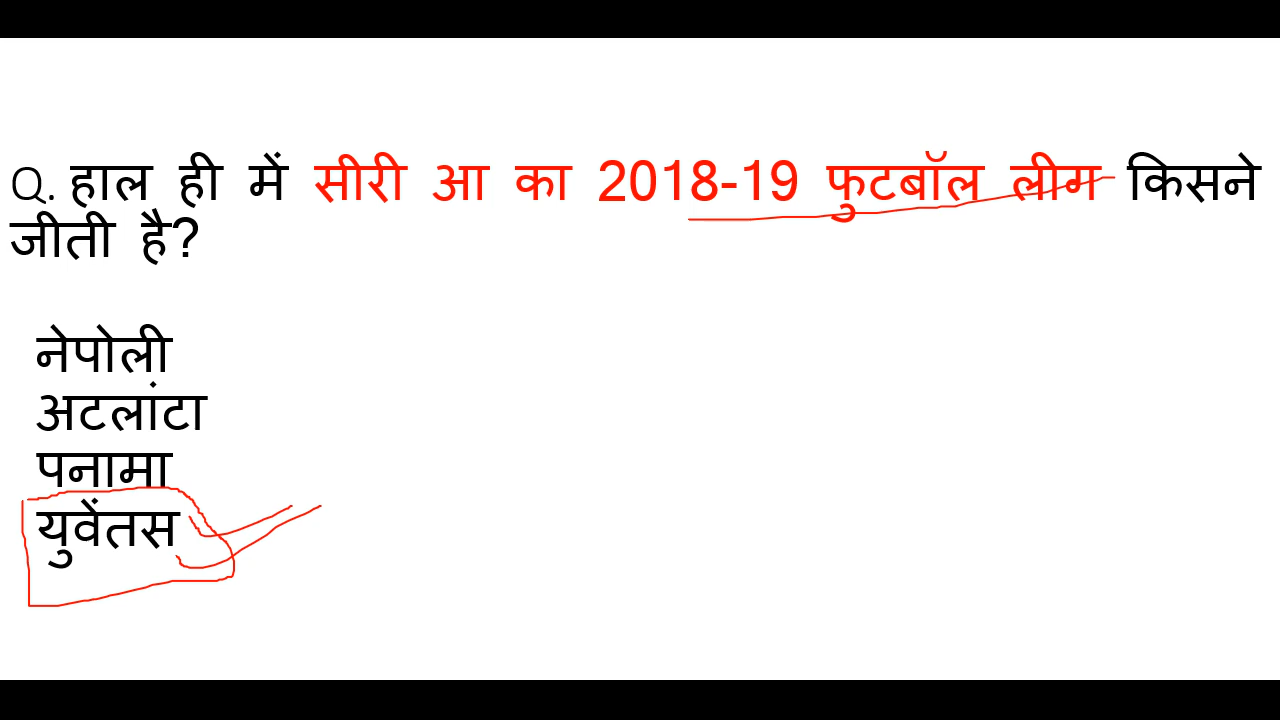 Q. हाल ही में सीरी आ का 2018-19 फुटबॉल लीग किसने
जीती है?
नेपोली
अटलांटा
पनामा
युवेंतस